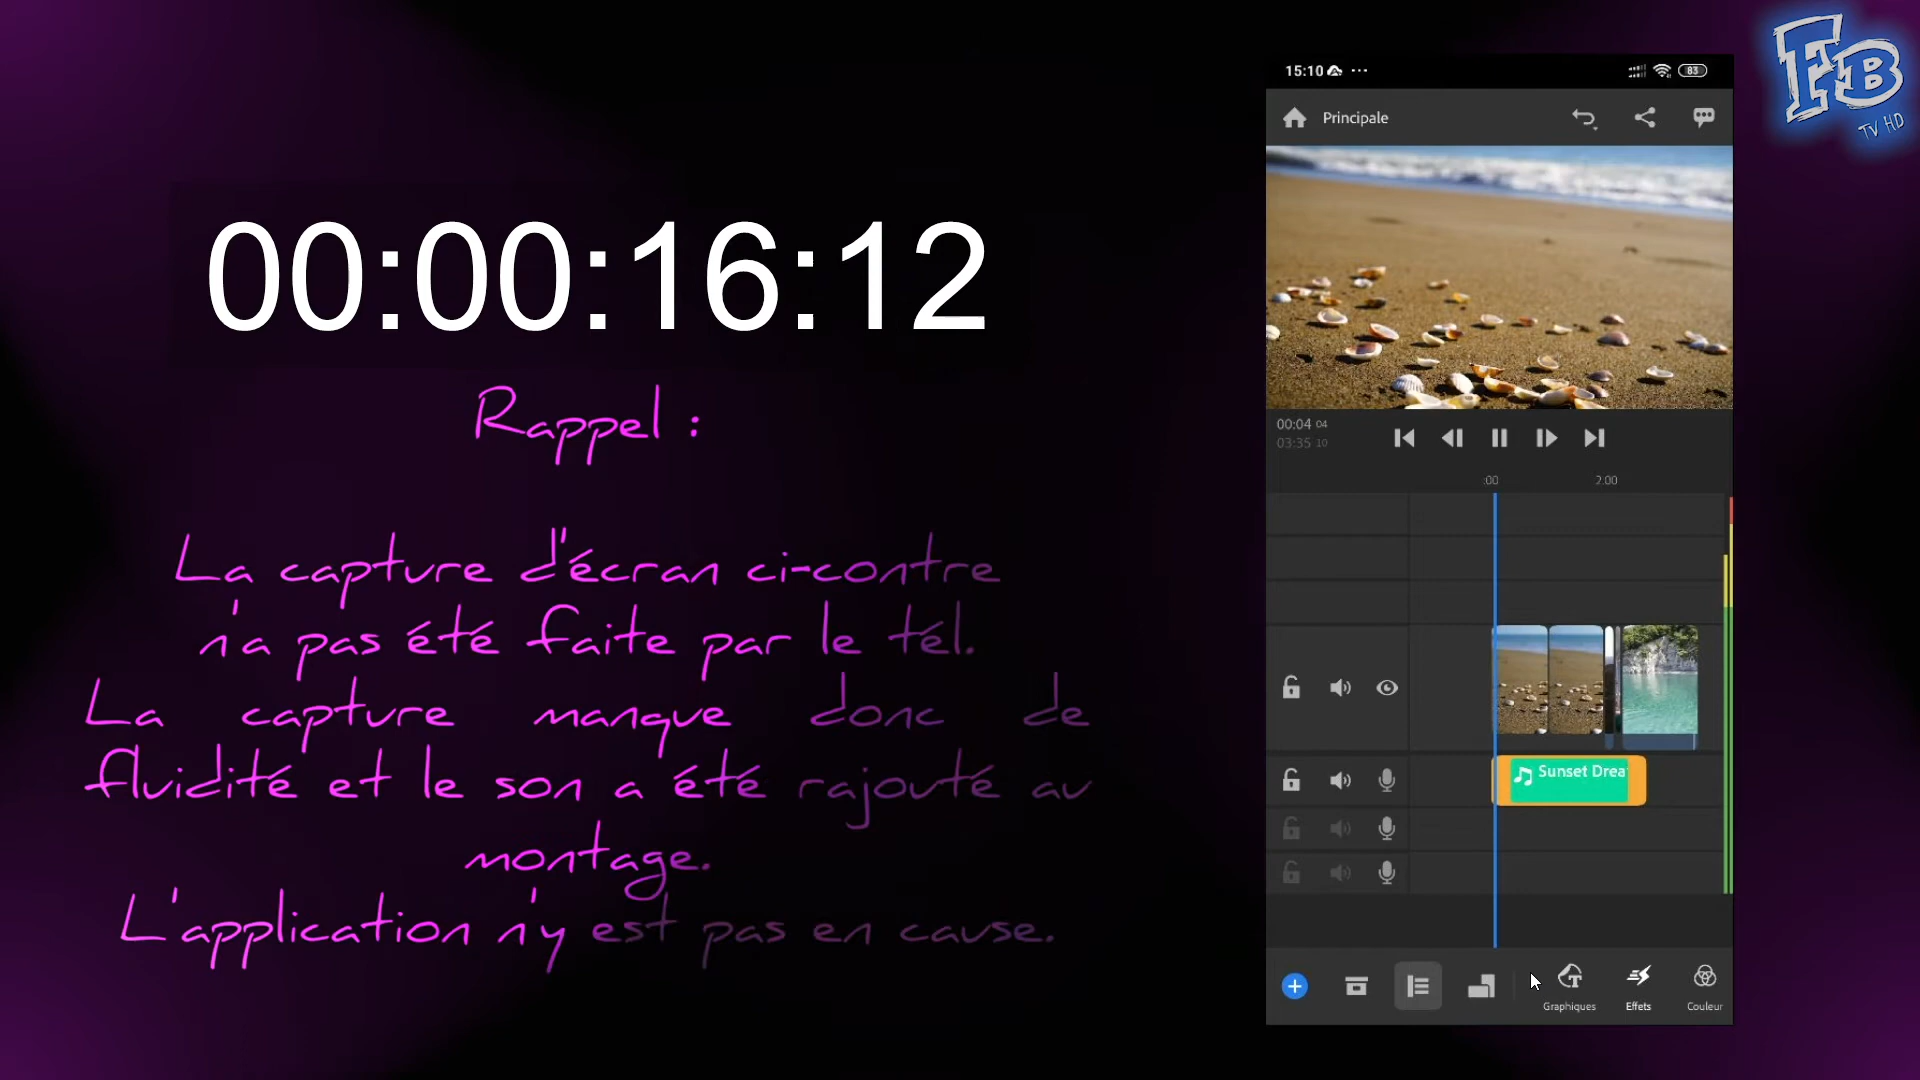 FB
TV HD
15:10
83
Principale
00:00:16:12
Rappel :
La capture d'écran ci-contre
n'a pas été faite par le tél.
La capture manque donc de
fluidité et le son a été rajouté au
montage.
L'application n'y est pas en cause.
00:04 04
03:35 10
:00 2.00
Sunset Drea
Graphiques Effets Couleur